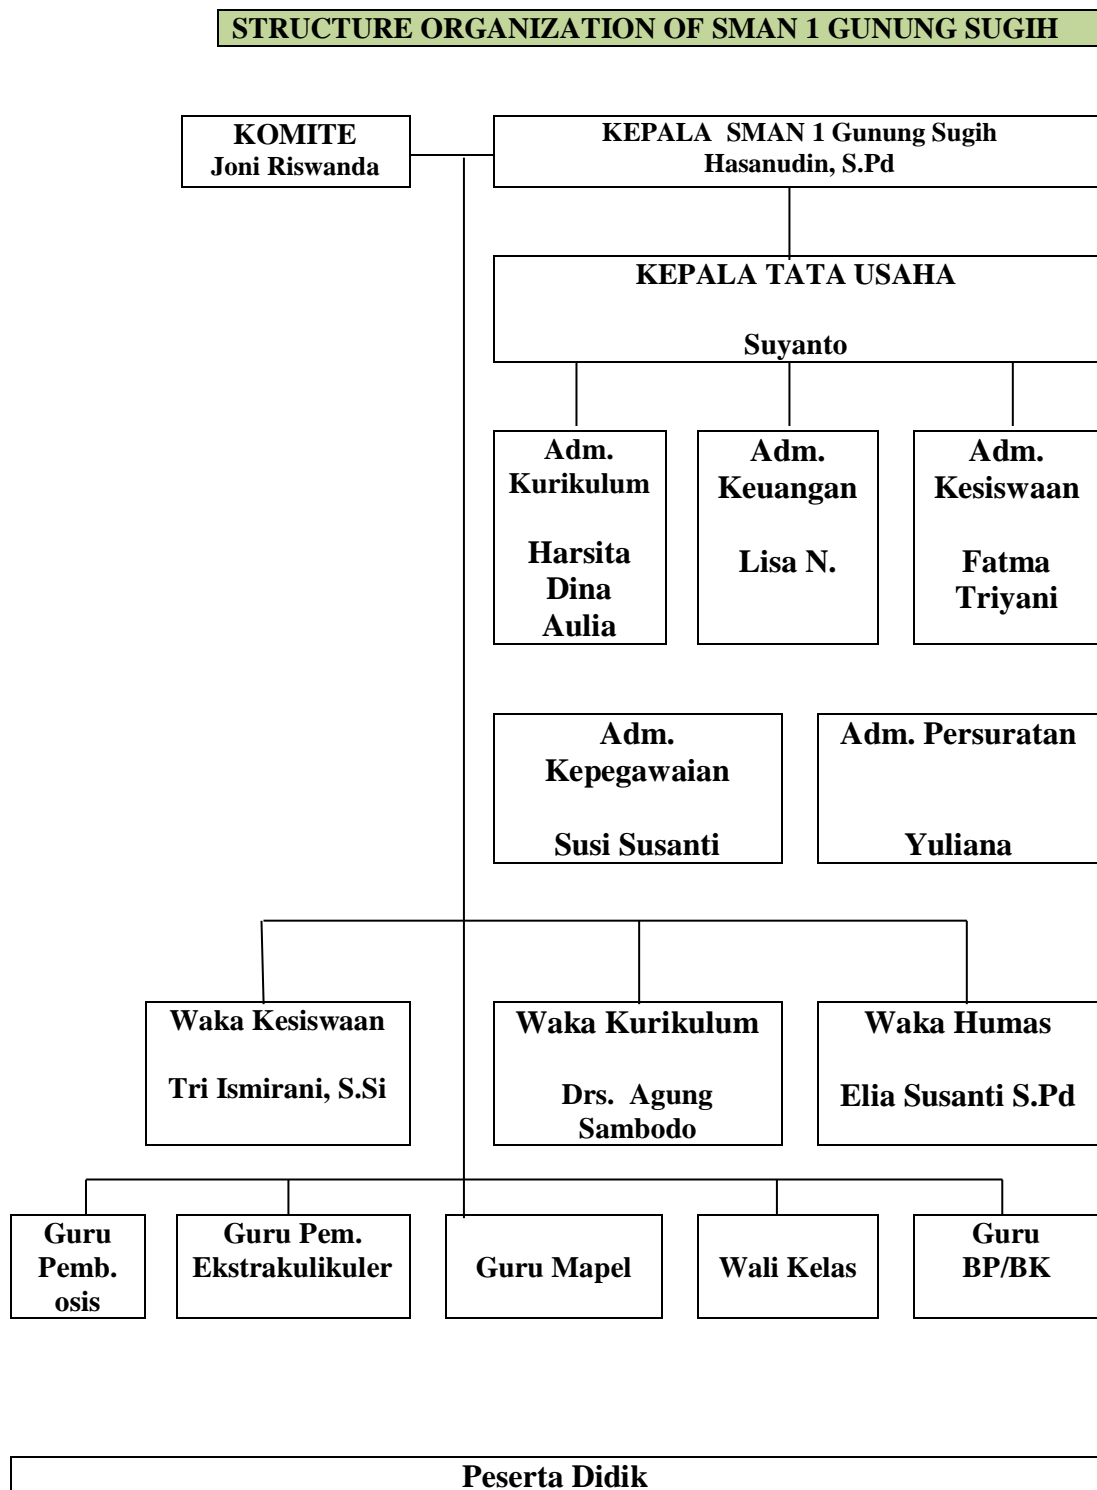 STRUCTURE ORGANIZATION OF SMAN 1 GUNUNG SUGIH
KOMITE
Joni Riswanda
KEPALA  SMAN 1 Gunung Sugih
Hasanudin, S.Pd
KEPALA TATA USAHA
Suyanto
Adm.
Kurikulum
Harsita
Dina
Aulia
Adm.
Keuangan
Lisa N.
Adm.
Kesiswaan
Fatma
Triyani
Adm.
Kepegawaian
Susi Susanti
Adm. Persuratan
Yuliana
Waka Kesiswaan
Tri Ismirani, S.Si
Waka Kurikulum
Drs.  Agung
Sambodo
Waka Humas
Elia Susanti S.Pd
Guru
Pemb.
osis
Guru Pem.
Ekstrakulikuler
Guru Mapel
Wali Kelas
Guru
BP/BK
Peserta Didik